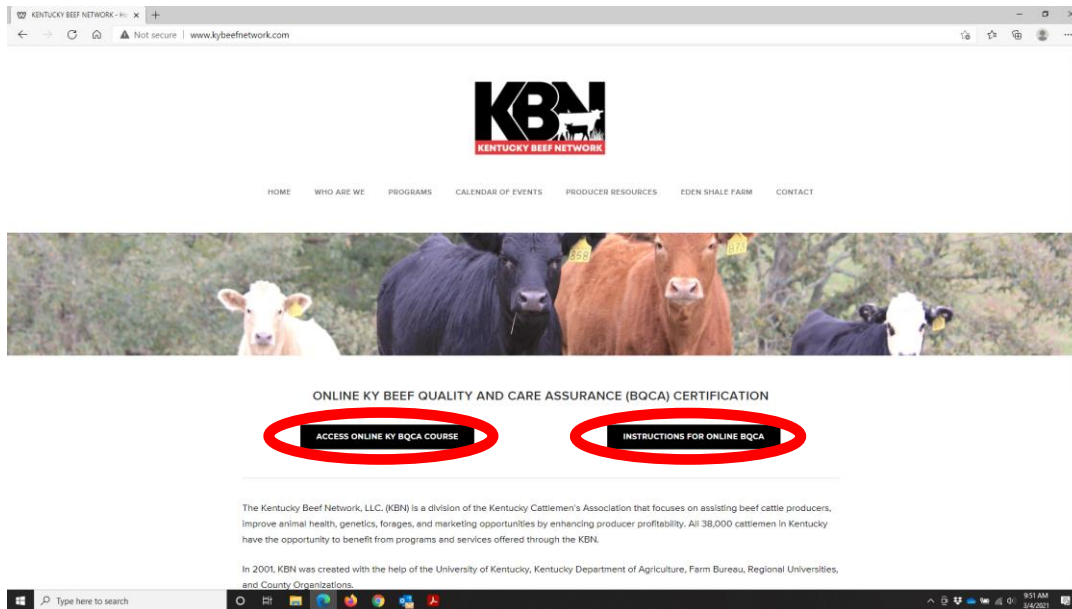 KENTUCKY BEEF NETWORK - Ho
Not secure | www.kybeefnetwork.com
KBN
KENTUCKY BEEF NETWORK
HOME WHO ARE WE PROGRAMS CALENDAR OF EVENTS PRODUCER RESOURCES EDEN SHALE FARM CONTACT
858
ONLINE KY BEEF QUALITY AND CARE ASSURANCE (BQCA) CERTIFICATION
ACCESS ONLINE KY BQCA COURSE INSTRUCTIONS FOR ONLINE BQCA
The Kentucky Beef Network, LLC. (KBN) is a division of the Kentucky Cattlemen's Association that focuses on assisting beef cattle producers,
improve animal health, genetics, forages, and marketing opportunities by enhancing producer profitability. All 38,000 cattlemen in Kentucky
have the opportunity to benefit from programs and services offered through the KBN.
In 2001, KBN was created with the help of the University of Kentucky, Kentucky Department of Agriculture, Farm Bureau, Regional Universities,
and County Organizations.
Type here to search
9:51 AM
3/4/2021